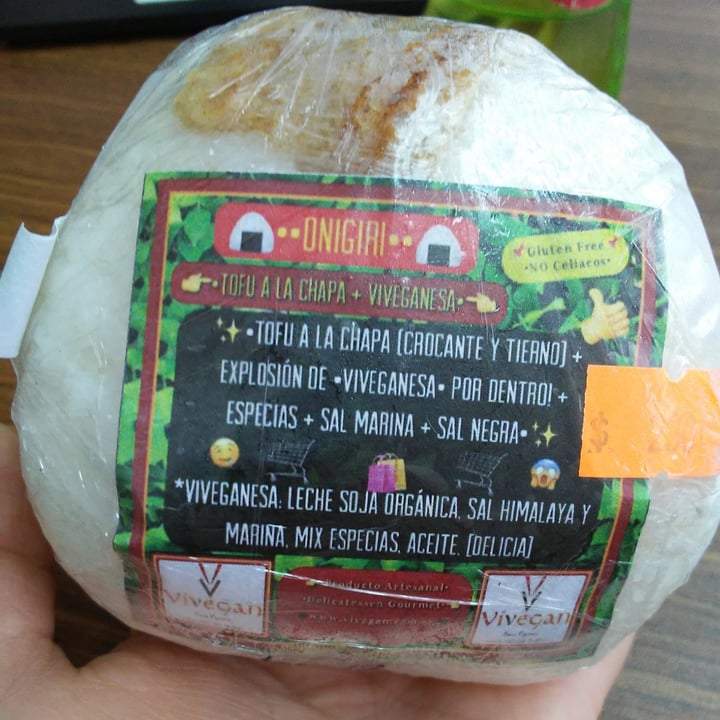 ••ONIGIRI••
Gluten Free
•NO Celiacos•
•TOFU A LA CHAPA + VIVEGANESA•
•TOFU A LA CHAPA (CROCANTE Y TIERNO) +
EXPLOSIÓN DE •VIVEGANESA• POR DENTRO! +
ESPECIAS + SAL MARINA + SAL NEGRA•
$
*VIVEGANESA: LECHE SOJA ORGÁNICA, SAL HIMALAYA Y
MARINA, MIX ESPECIAS, ACEITE. (DELICIA)
Vivegan
•Producto Artesanal•
•Delicatessen Gourmet•
Vivegan